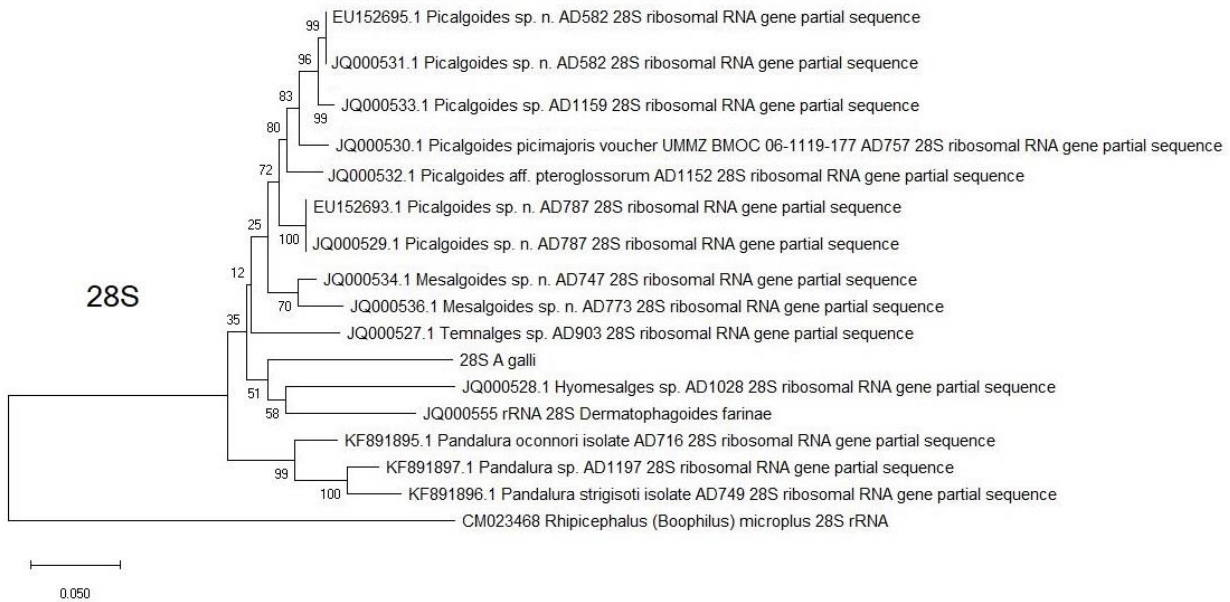 99
EU152695.1 Picalgoides sp. n. AD582 28S ribosomal RNA gene partial sequence
96
JQ000531.1 Picalgoides sp. n. AD582 28S ribosomal RNA gene partial sequence
83
JQ000533.1 Picalgoides sp. AD1159 28S ribosomal RNA gene partial sequence
99
80
JQ000530.1 Picalgoides picimajoris voucher UMMZ BMOC 06-1119-177 AD757 28S ribosomal RNA gene partial sequence
72
JQ000532.1 Picalgoides aff. pteroglossorum AD1152 28S ribosomal RNA gene partial sequence
EU152693.1 Picalgoides sp. n. AD787 28S ribosomal RNA gene partial sequence
25
100
JQ000529.1 Picalgoides sp. n. AD787 28S ribosomal RNA gene partial sequence
12
JQ000534.1 Mesalgoides sp. n. AD747 28S ribosomal RNA gene partial sequence
28S
70
JQ000536.1 Mesalgoides sp. n. AD773 28S ribosomal RNA gene partial sequence
35
JQ000527.1 Temnalges sp. AD903 28S ribosomal RNA gene partial sequence
28S A galli
51
JQ000528.1 Hyomesalges sp. AD1028 28S ribosomal RNA gene partial sequence
58
JQ000555 rRNA 28S Dermatophagoides farinae
KF891895.1 Pandalura oconnori isolate AD716 28S ribosomal RNA gene partial sequence
99
KF891897.1 Pandalura sp. AD1197 28S ribosomal RNA gene partial sequence
100
KF891896.1 Pandalura strigisoti isolate AD749 28S ribosomal RNA gene partial sequence
CM023468 Rhipicephalus (Boophilus) microplus 28S rRNA
0.050